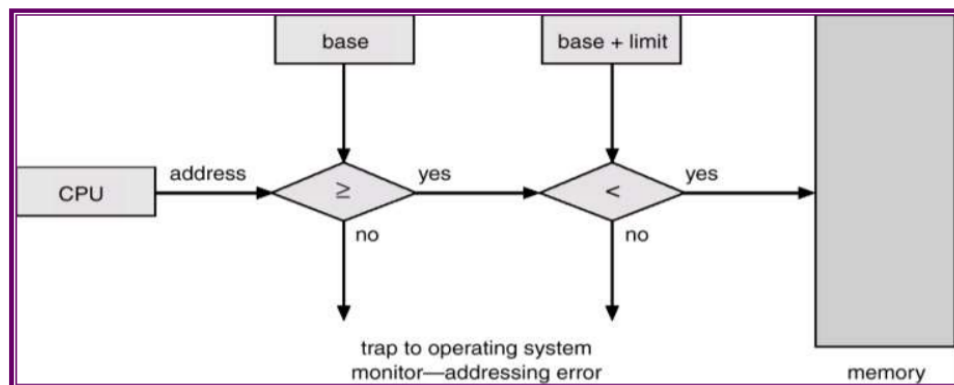 base
base + limit
CPU
address
≥
yes
<
yes
no
no
trap to operating system
monitor—addressing error
memory